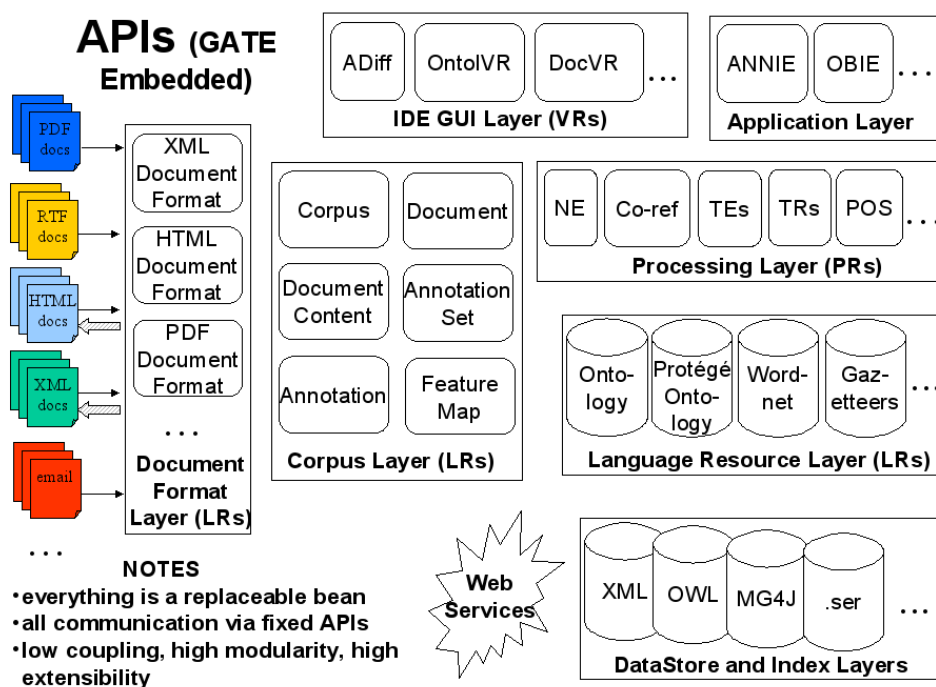 APIs (GATE
Embedded)
PDF
docs
RTF
docs
HTML
docs
XML
docs
email
...
XML
Document
Format
HTML
Document
Format
PDF
Document
Format
...
Document
Format
Layer (LRs)
ADiff
OntolVR
DocVR
...
IDE GUI Layer (VRs)
ANNIE
OBIE
...
Application Layer
Corpus
Document
Document
Content
Annotation
Set
Annotation
Feature
Map
Corpus Layer (LRs)
NE
Co-ref
TEs
TRs
POS
...
Processing Layer (PRs)
Onto-
logy
Protégé
Onto-
logy
Word-
net
Gaz-
etteers
...
Language Resource Layer (LRs)
Web
Services
XML
OWL
MG4J
.ser
...
DataStore and Index Layers
NOTES
•everything is a replaceable bean
•all communication via fixed APIs
•low coupling, high modularity, high
extensibility